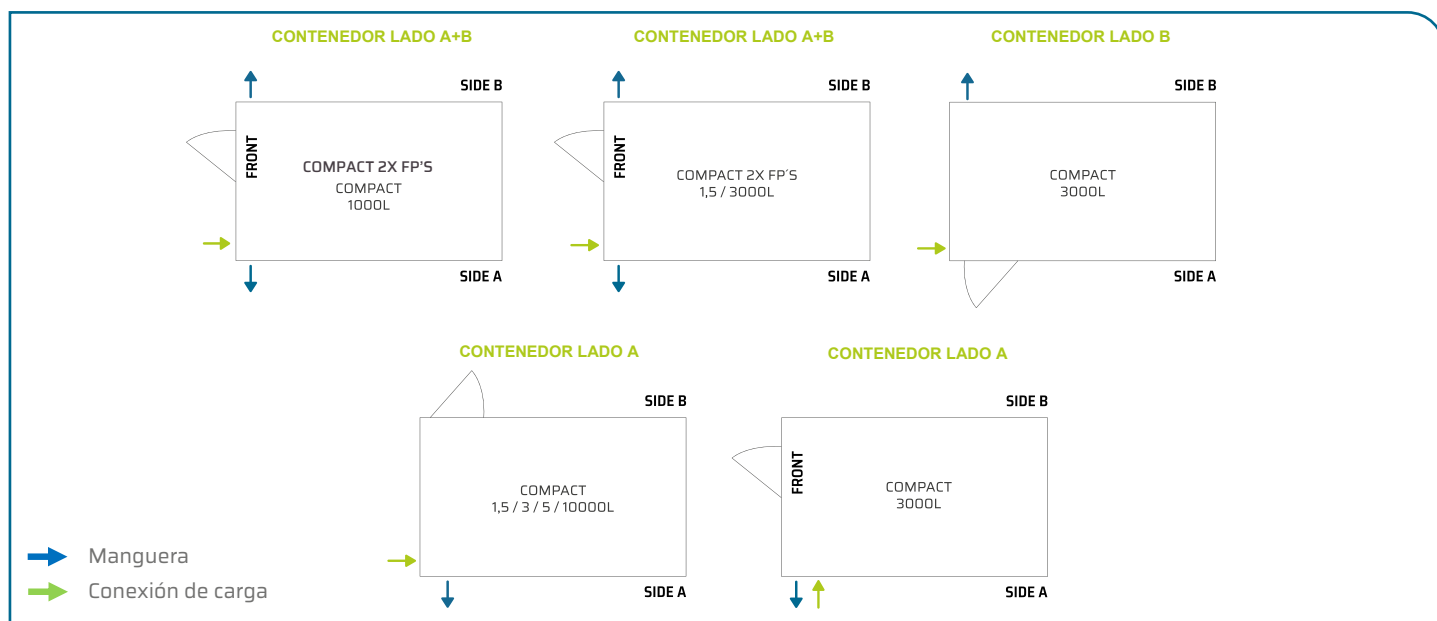 CONTENEDOR LADO A+B
SIDE B
FRONT
COMPACT 2X FP'S
COMPACT
1000L
SIDE A
CONTENEDOR LADO A+B
SIDE B
FRONT
COMPACT 2X FP´S
1,5 / 3000L
SIDE A
CONTENEDOR LADO B
SIDE B
COMPACT
3000L
SIDE A
CONTENEDOR LADO A
SIDE B
COMPACT
1,5 / 3 / 5 / 10000L
SIDE A
CONTENEDOR LADO A
SIDE B
FRONT
COMPACT
3000L
SIDE A
Manguera
Conexión de carga